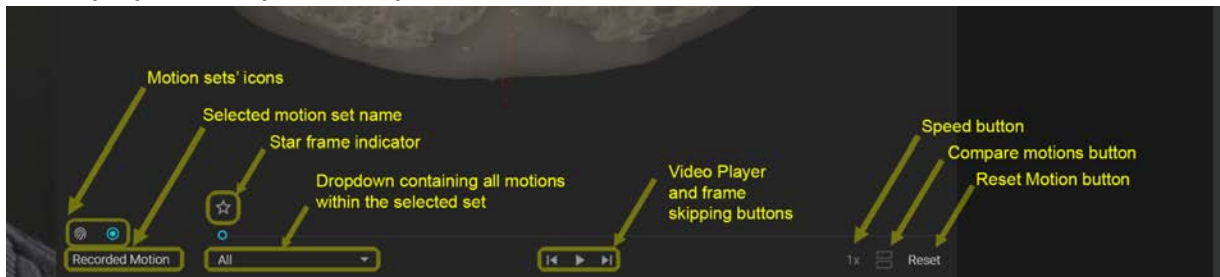 Motion sets' icons
Selected motion set name
Star frame indicator
Dropdown containing all motions
within the selected set
Video Player
and frame
skipping buttons
Speed button
Compare motions button
Reset Motion button
Recorded Motion
All
1x
Reset